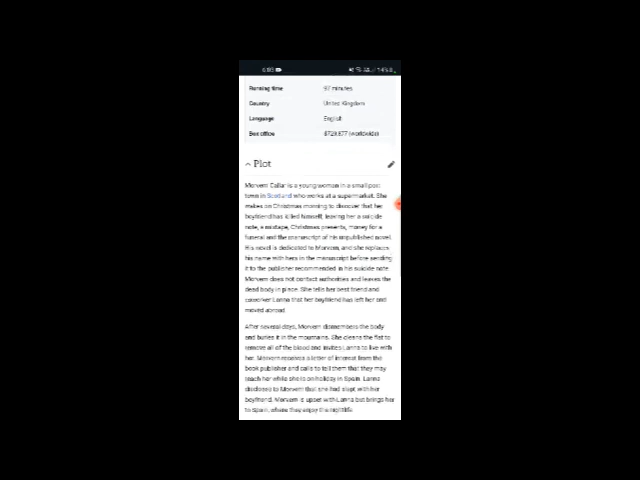 Running time 97 minutes
Country United Kingdom
Language English
Box office (worldwide)
Plot
Morvern Callar is a young woman in a small port
town in Scotland who works at a supermarket. She
wakes on Christmas morning to discover that her
boyfriend has killed himself, leaving her a suicide
note, a mixtape, Christmas presents, money for a
funeral and the manuscript of his unpublished novel.
His novel is dedicated to Morvern, and she replaces
his name with hers in the manuscript before sending
it to the publisher recommended in his suicide note.
Morvern does not contact authorities and leaves the
dead body in place. She tells her best friend and
coworker Lanna that her boyfriend has left her and
moved abroad.
After several days, Morvern dismembers the body
and buries it in the mountains. She cleans the flat to
remove all of the blood and invites Lanna to live with
her. Morvern receives a letter of interest from the
book publisher and calls to tell them that they may
reach her while she is on holiday in Spain. Lanna
discloses to Morvern that she had slept with her
boyfriend. Morvern is upset with Lanna but brings her
to Spain, where they enjoy the nightlife.